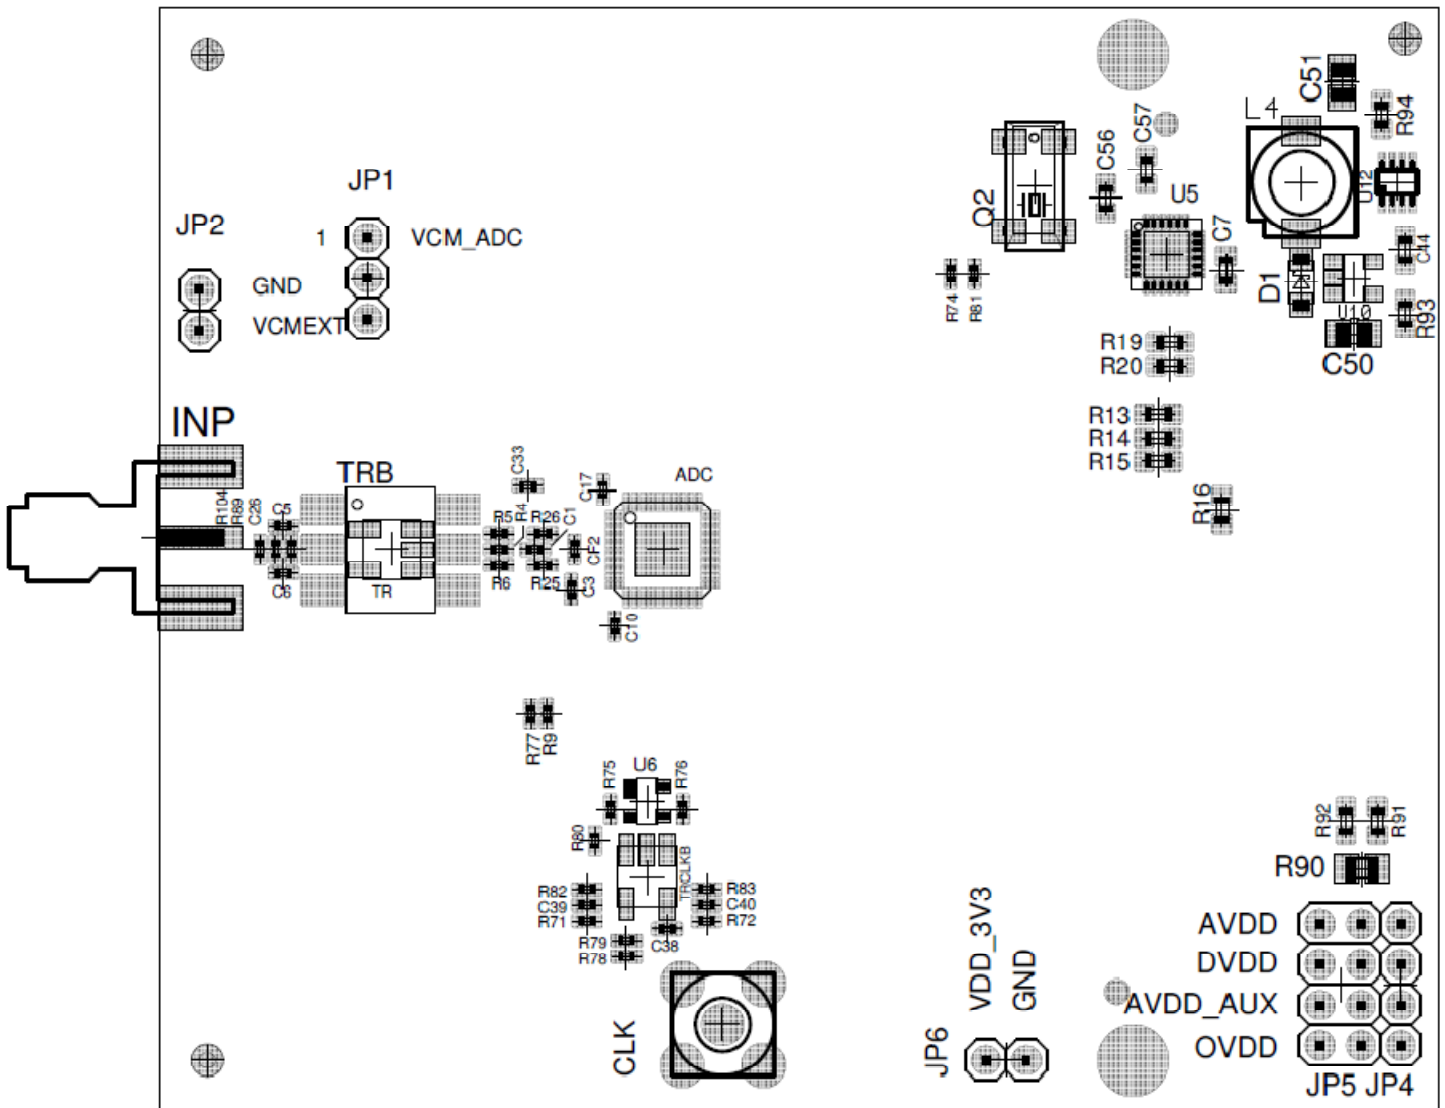 C51
L4
R94
C57
C56
U12
JP1
Q2
U5
JP2
1
VCM_ADC
C7
C44
GND
D1
R74
R81
VCMEXT
U10
R93
R19
R20
C50
INP
R13
R14
R15
TRB
C33
C17
ADC
R104
R89
C26
C5
R5
R4
R26
C1
R16
CF2
C6
TR
R6
R25
C3
C10
R77
R9
R75
U6
R76
R80
R92
R91
TRCLKB
R90
R82
R83
C39
C40
R71
R72
R79
C38
R78
VDD_3V3
GND
AVDD
DVDD
AVDD_AUX
OVDD
CLK
JP6
JP5
JP4